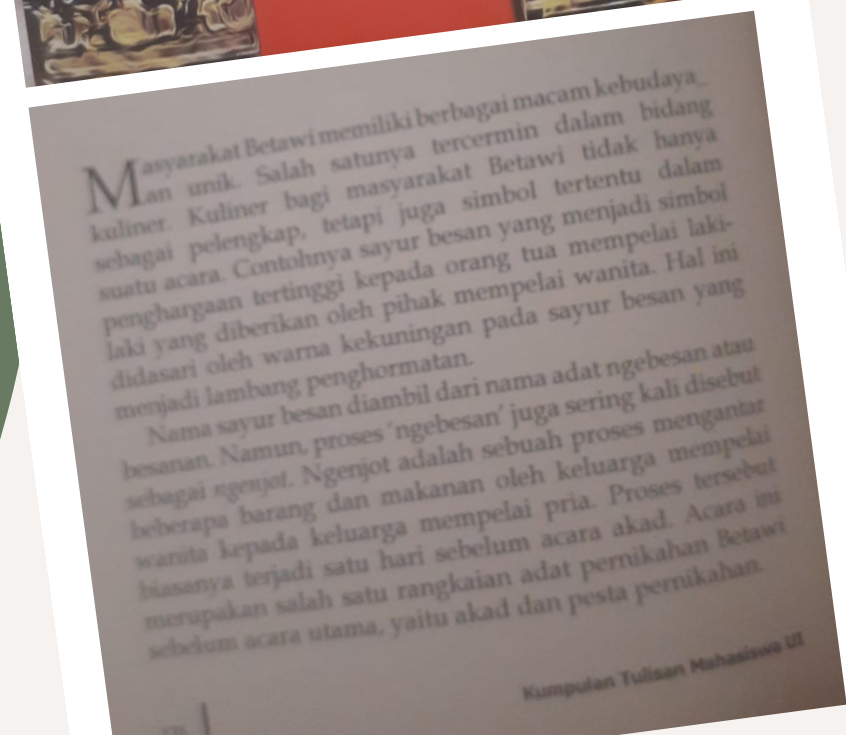 Masyarakat Betawi memiliki berbagai macam kebudaya
an unik. Salah satunya tercermin dalam bidang
kuliner. Kuliner bagi masyarakat Betawi tidak hanya
sebagai pelengkap, tetapi juga simbol tertentu dalam
suatu acara. Contohnya sayur besan yang menjadi simbol
penghargaan tertinggi kepada orang tua mempelai laki-
laki yang diberikan oleh pihak mempelai wanita. Hal ini
didasari oleh warna kekuningan pada sayur besan yang
menjadi lambang penghormatan.
Nama sayur besan diambil dari nama adat ngebesan atau
besanan. Namun, proses 'ngebesan' juga sering kali disebut
sebagai ngenjot. Ngenjot adalah sebuah proses mengantar
beberapa barang dan makanan oleh keluarga mempelai
wanita kepada keluarga mempelai pria. Proses tersebut
biasanya terjadi satu hari sebelum acara akad. Acara ini
merupakan salah satu rangkaian adat pernikahan Betawi
sebelum acara utama, yaitu akad dan pesta pernikahan.
Kumpulan Tulisan Mahasiswa UI